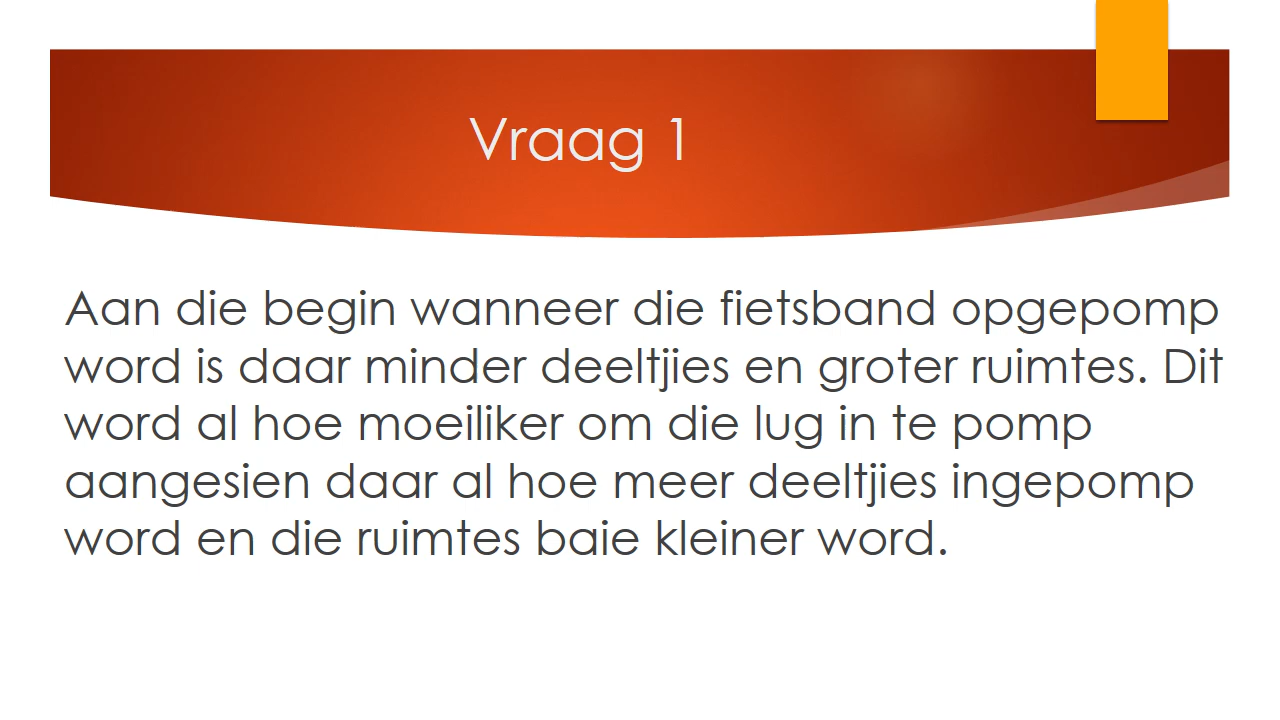 Vraag 1
Aan die begin wanneer die fietsband opgepomp
word is daar minder deeltjies en groter ruimtes. Dit
word al hoe moeiliker om die lug in te pomp
aangesien daar al hoe meer deeltjies ingepomp
word en die ruimtes baie kleiner word.